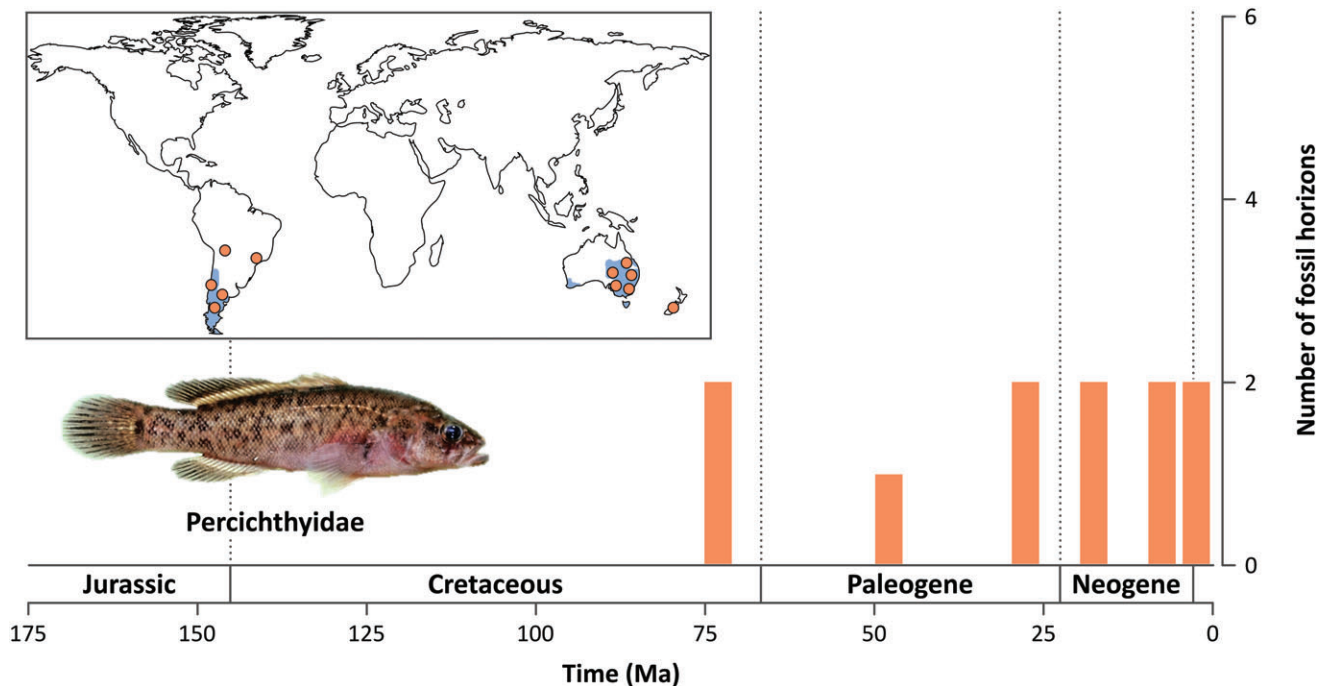 6
4
2
0
Number of fossil horizons
Percichthyidae
Jurassic Cretaceous Paleogene Neogene
175 150 125 100 75 50 25 0
Time (Ma)